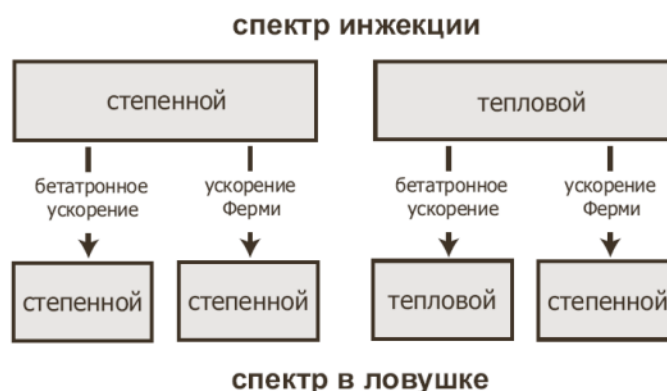 спектр инжекции
степенной
тепловой
бетатронное
ускорение
ускорение
Ферми
бетатронное
ускорение
ускорение
Ферми
степенной
степенной
тепловой
степенной
спектр в ловушке